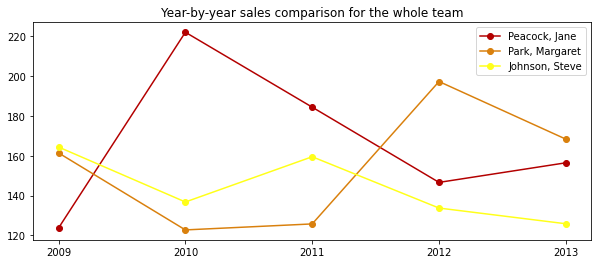 Year-by-year sales comparison for the whole team
Peacock, Jane
Park, Margaret
Johnson, Steve
220
200
180
160
140
120
2009 2010 2011 2012 2013